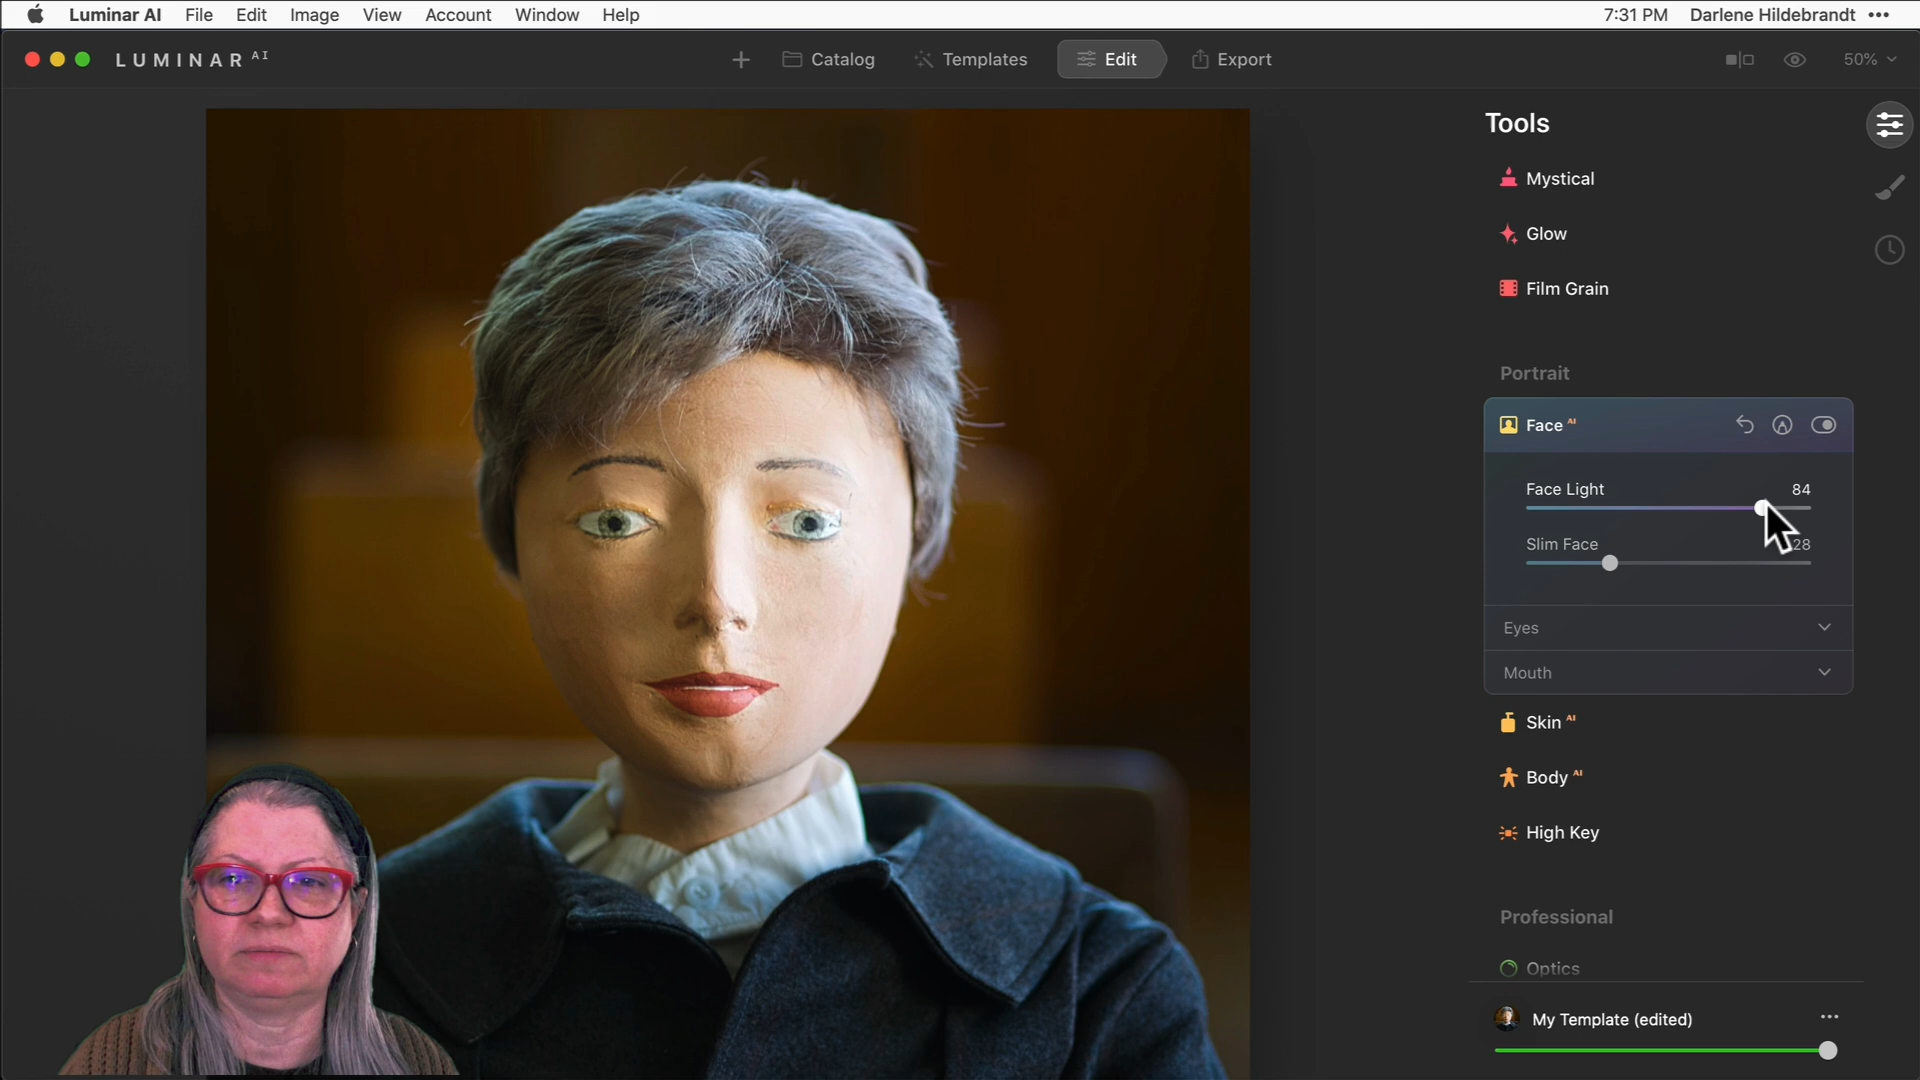 Luminar AI File Edit Image View Account Window Help 7:31 PM Darlene Hildebrandt
LUMINAR AI Catalog Templates Edit Export 50%
Tools
Mystical
Glow
Film Grain
Portrait
Face AI
Face Light 84
Slim Face 28
Eyes
Mouth
Skin AI
Body AI
High Key
Professional
Optics
My Template (edited)